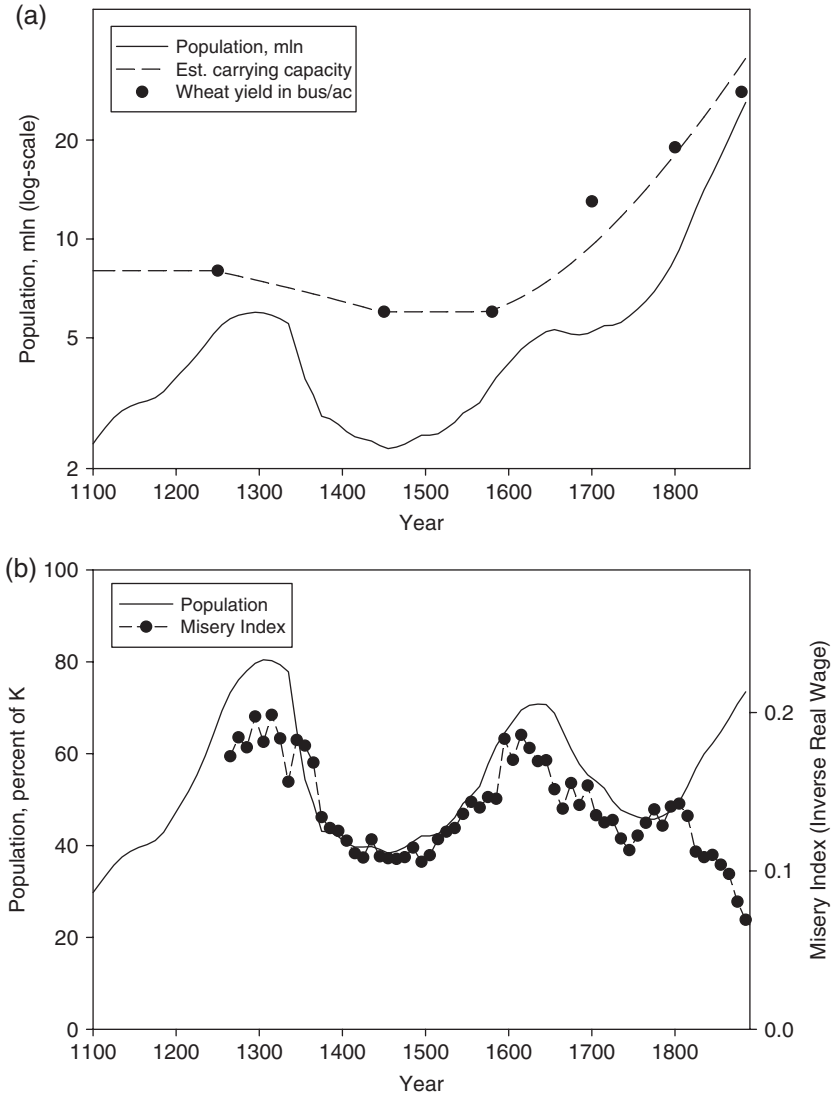 (a)
Population, mln
Est. carrying capacity
Wheat yield in bus/ac
Population, mln (log-scale)
20
10
5
2
1100 1200 1300 1400 1500 1600 1700 1800
Year
(b)
Population
Misery Index
Population, percent of K
100
80
60
40
20
0
Misery Index (Inverse Real Wage)
0.2
0.1
0.0
1100 1200 1300 1400 1500 1600 1700 1800
Year